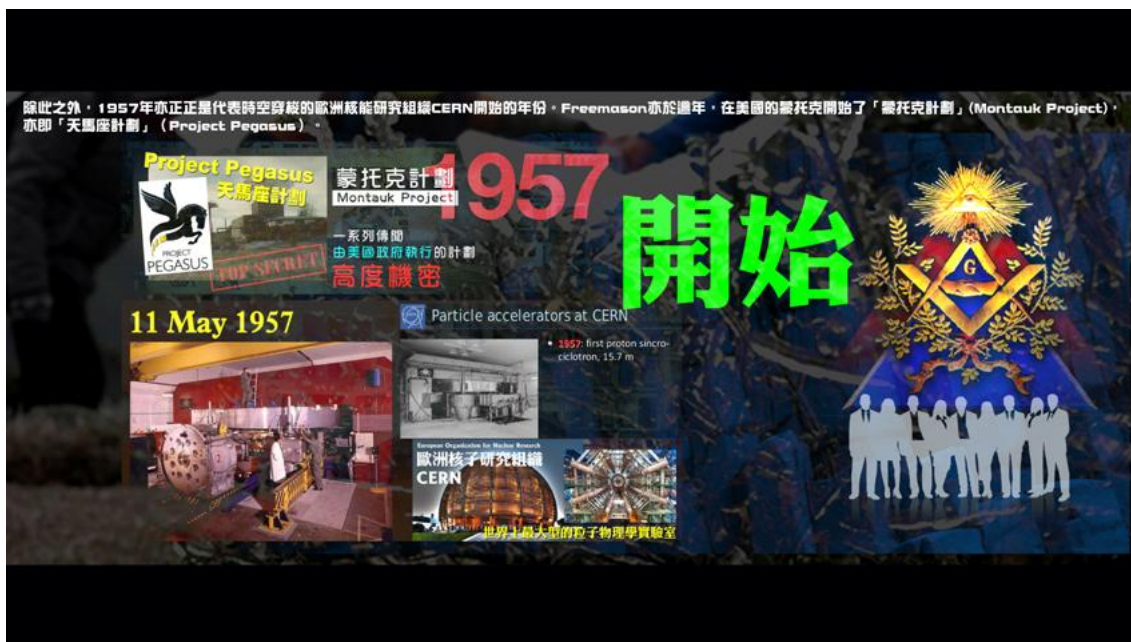 除此之外，1957年亦正正是代表時空穿梭的歐洲核能研究組織CERN開始的年份。Freemason亦於這年，在美國的蒙托克開始了「蒙托克計劃」(Montauk Project)，
亦即「天馬座計劃」（Project Pegasus）。
Project Pegasus
天馬座計劃
PROJECT
PEGASUS
TOP SECRET
蒙托克計劃
Montauk Project
1957
一系列傳聞
由美國政府執行的計劃
高度機密
開始
G
11 May 1957
Particle accelerators at CERN
• 1957: first proton sincro-
ciclotron, 15.7 m
European Organization for Nuclear Research
歐洲核子研究組織
CERN
世界上最大型的粒子物理學實驗室